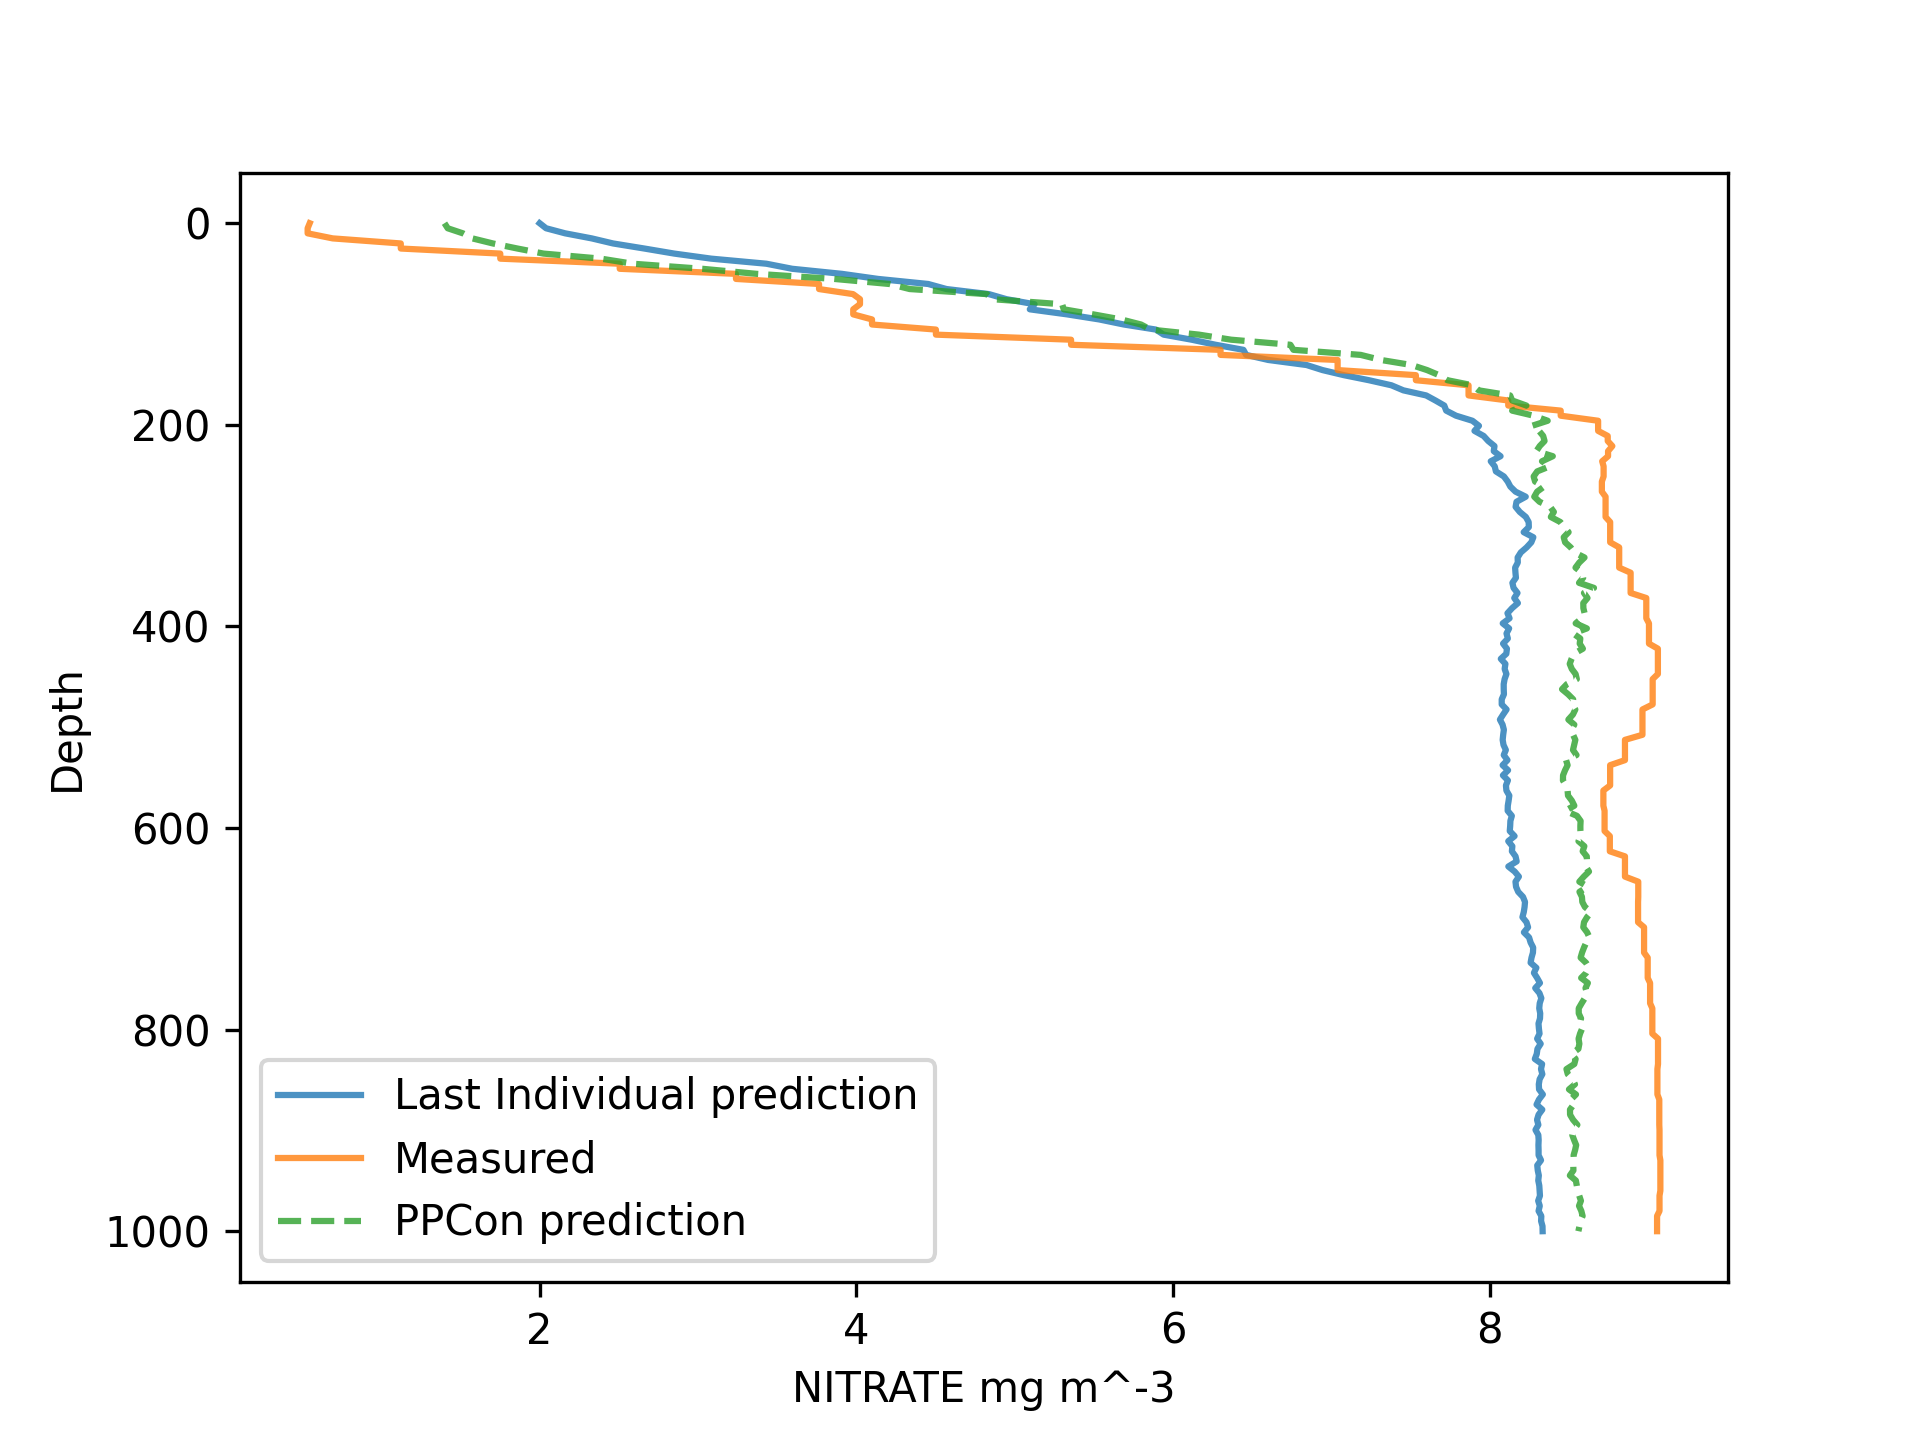 0
200
400
600
800
1000
Depth
Last Individual prediction
Measured
PPCon prediction
2 4 6 8
NITRATE mg m^-3